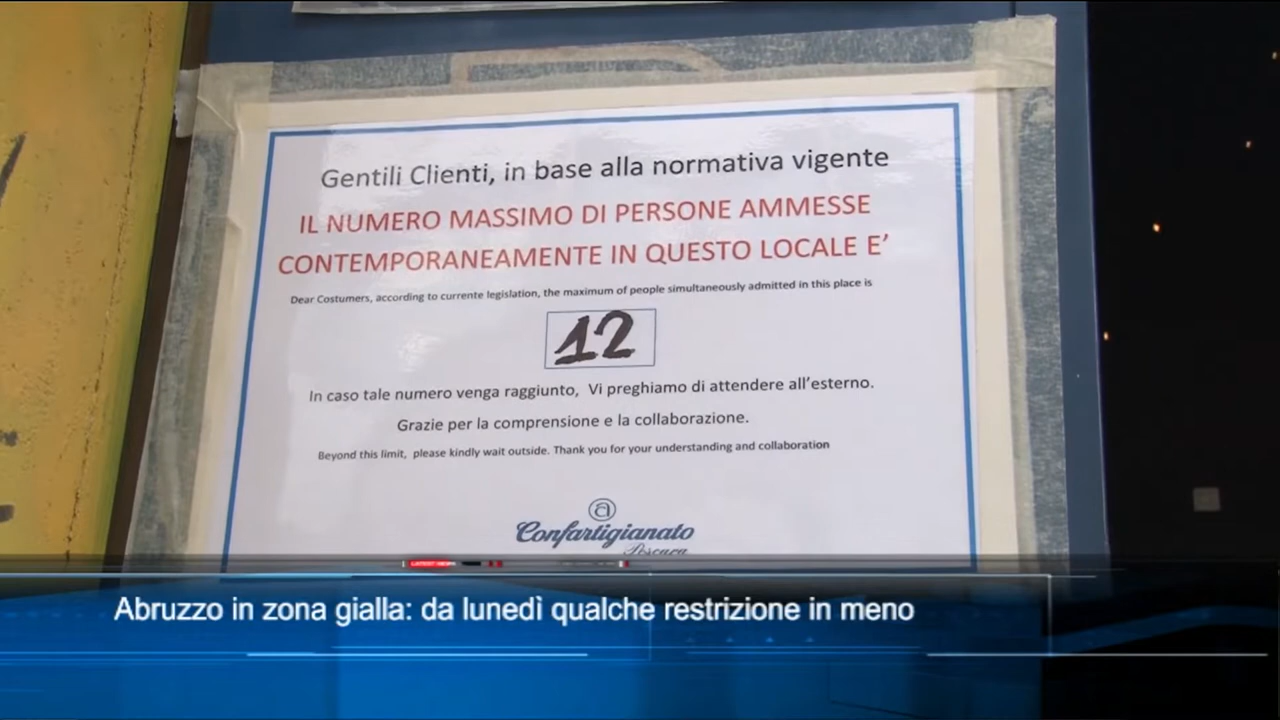 Gentili Clienti, in base alla normativa vigente
IL NUMERO MASSIMO DI PERSONE AMMESSE
CONTEMPORANEAMENTE IN QUESTO LOCALE E'
Dear Costumers, according to currente legislation, the maximum of people simultaneously admitted in this place is
12
In caso tale numero venga raggiunto, Vi preghiamo di attendere all'esterno.
Grazie per la comprensione e la collaborazione.
Beyond this limit, please kindly wait outside. Thank you for your understanding and collaboration
a
Confartigianato
Pescara
LATEST NEWS
Abruzzo in zona gialla: da lunedì qualche restrizione in meno